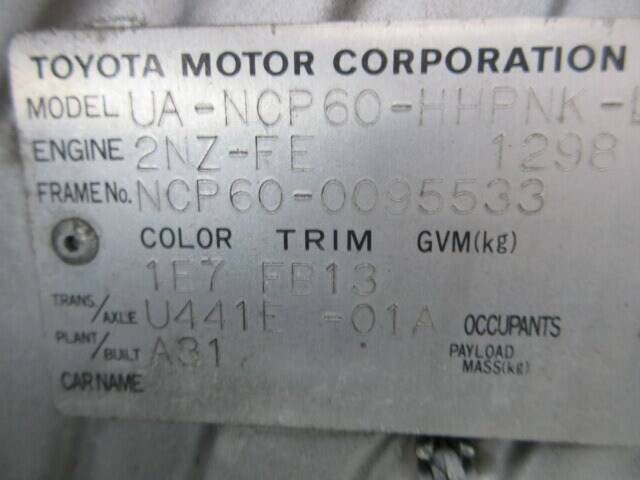 TOYOTA MOTOR CORPORATION
MODEL UA-NCP60-HHPNK-
ENGINE 2NZ-FE 1298
FRAME No. NCP60-0095533
COLOR TRIM GVM(kg)
1E7 FB13
TRANS/AXLE U441E -01A OCCUPANTS
PLANT/BUILT A31 PAYLOAD MASS(kg)
CAR NAME